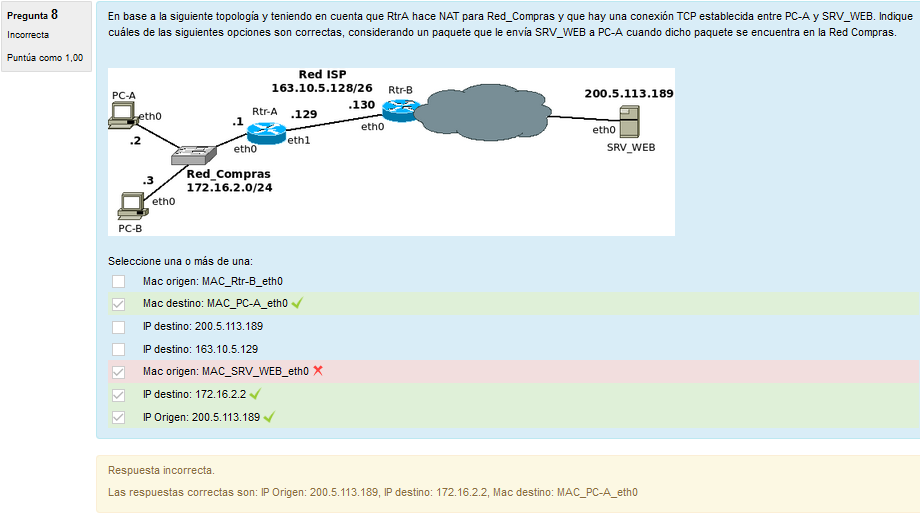 Pregunta 8
Incorrecta
Puntúa como 1,00
En base a la siguiente topología y teniendo en cuenta que RtrA hace NAT para Red_Compras y que hay una conexión TCP establecida entre PC-A y SRV_WEB. Indique
cuáles de las siguientes opciones son correctas, considerando un paquete que le envía SRV_WEB a PC-A cuando dicho paquete se encuentra en la Red Compras.
Red ISP
163.10.5.128/26
PC-A
eth0
.2
.1
Rtr-A
.129
eth0
eth1
.130
Rtr-B
eth0
200.5.113.189
eth0
SRV_WEB
.3
Red_Compras
172.16.2.0/24
eth0
PC-B
Seleccione una o más de una:
Mac origen: MAC_Rtr-B_eth0
Mac destino: MAC_PC-A_eth0
IP destino: 200.5.113.189
IP destino: 163.10.5.129
Mac origen: MAC_SRV_WEB_eth0
IP destino: 172.16.2.2
IP Origen: 200.5.113.189
Respuesta incorrecta.
Las respuestas correctas son: IP Origen: 200.5.113.189, IP destino: 172.16.2.2, Mac destino: MAC_PC-A_eth0